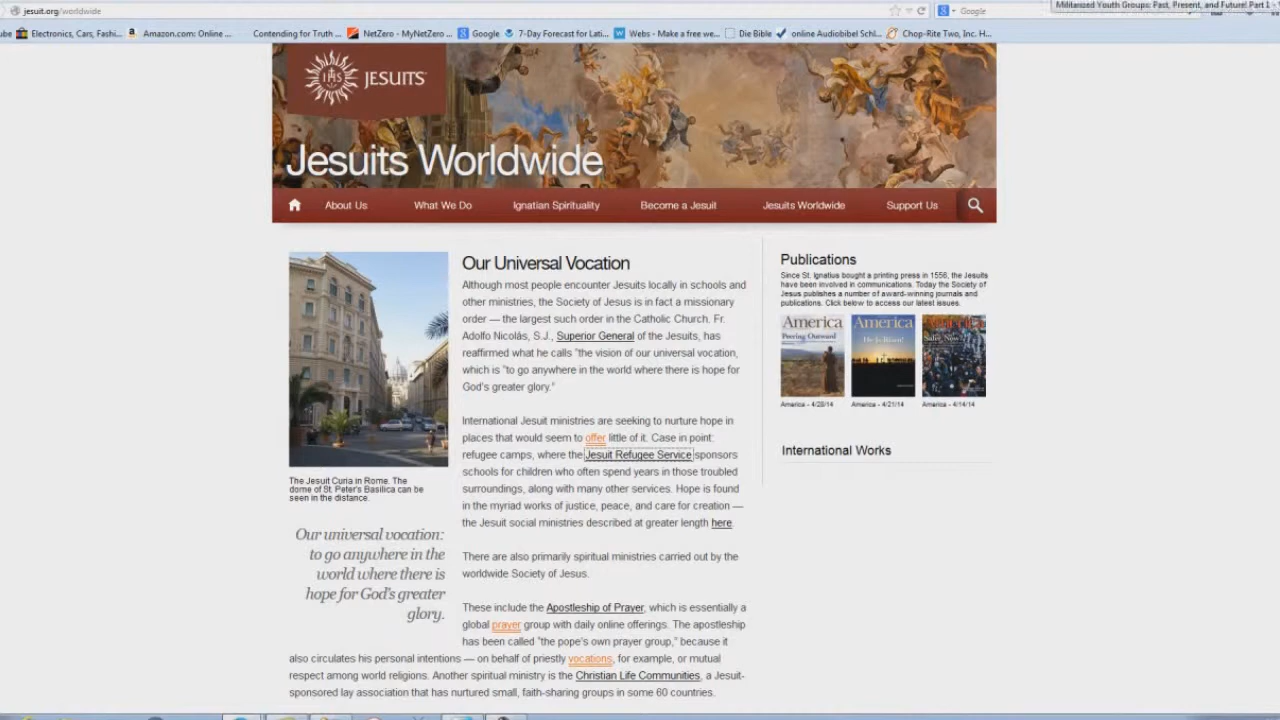 jesuit.org/worldwide
Google
Militarized Youth Groups: Past, Present, and Future! Part 1 -
ube
Electronics, Cars, Fashi...
Amazon.com: Online ...
Contending for Truth ...
NetZero - MyNetZero ...
Google
7-Day Forecast for Lati...
Webs - Make a free we...
Die Bible
online Audiobibel Schl...
Chop-Rite Two, Inc. H...
IHS
JESUITS
Jesuits Worldwide
About Us
What We Do
Ignatian Spirituality
Become a Jesuit
Jesuits Worldwide
Support Us
The Jesuit Curia in Rome. The
dome of St. Peter's Basilica can be
seen in the distance.
Our universal vocation:
to go anywhere in the
world where there is
hope for God's greater
glory.
Our Universal Vocation
Although most people encounter Jesuits locally in schools and
other ministries, the Society of Jesus is in fact a missionary
order — the largest such order in the Catholic Church. Fr.
Adolfo Nicolás, S.J., Superior General of the Jesuits, has
reaffirmed what he calls "the vision of our universal vocation,
which is "to go anywhere in the world where there is hope for
God's greater glory."
International Jesuit ministries are seeking to nurture hope in
places that would seem to offer little of it. Case in point:
refugee camps, where the Jesuit Refugee Service sponsors
schools for children who often spend years in those troubled
surroundings, along with many other services. Hope is found
in the myriad works of justice, peace, and care for creation —
the Jesuit social ministries described at greater length here.
There are also primarily spiritual ministries carried out by the
worldwide Society of Jesus.
These include the Apostleship of Prayer, which is essentially a
global prayer group with daily online offerings. The apostleship
has been called "the pope's own prayer group," because it
also circulates his personal intentions — on behalf of priestly vocations, for example, or mutual
respect among world religions. Another spiritual ministry is the Christian Life Communities, a Jesuit-
sponsored lay association that has nurtured small, faith-sharing groups in some 60 countries.
Publications
Since St. Ignatius bought a printing press in 1556, the Jesuits
have been involved in communications. Today the Society of
Jesus publishes a number of award-winning journals and
publications. Click below to access our latest issues.
America
Peering Outward
America
He Is Risen!
America
Safer Now
America - 4/28/14
America - 4/21/14
America - 4/14/14
International Works